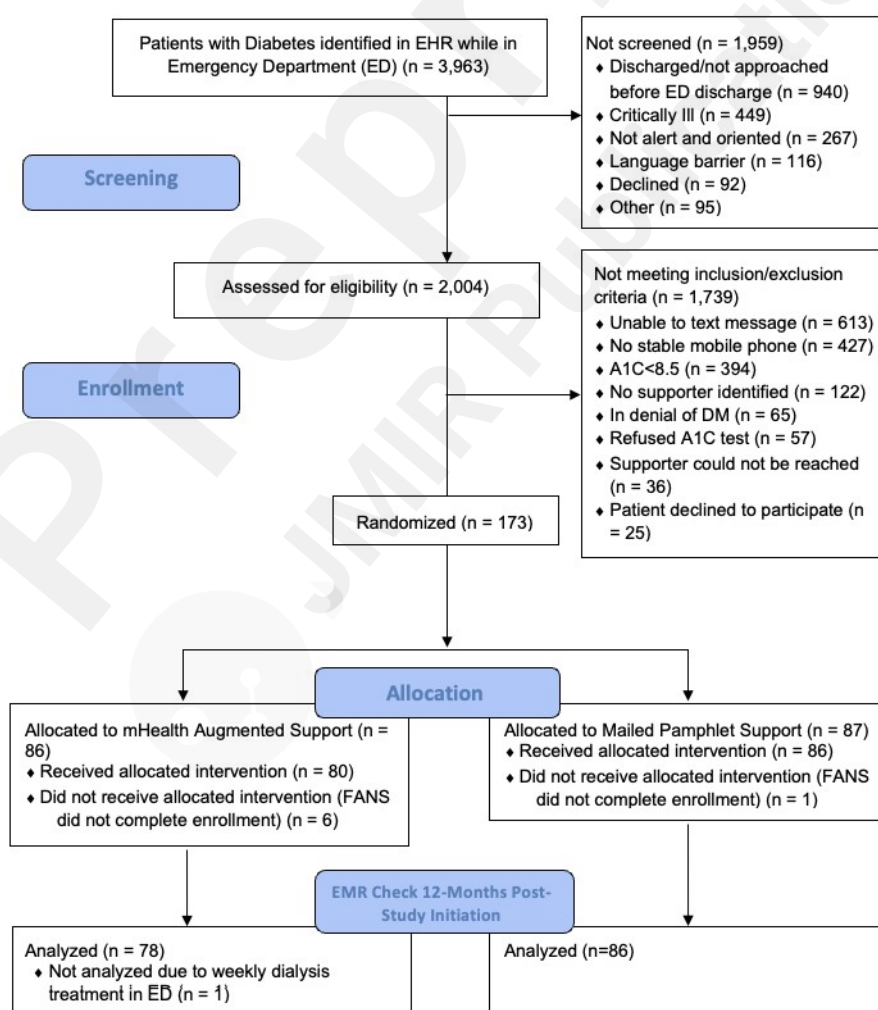 Patients with Diabetes identified in EHR while in
Emergency Department (ED) (n = 3,963)
Not screened (n = 1,959)
♦ Discharged/not approached
before ED discharge (n = 940)
♦ Critically Ill (n = 449)
♦ Not alert and oriented (n = 267)
♦ Language barrier (n = 116)
♦ Declined (n = 92)
♦ Other (n = 95)
Screening
Assessed for eligibility (n = 2,004)
Not meeting inclusion/exclusion
criteria (n = 1,739)
♦ Unable to text message (n = 613)
♦ No stable mobile phone (n = 427)
♦ A1C<8.5 (n = 394)
♦ No supporter identified (n = 122)
♦ In denial of DM (n = 65)
♦ Refused A1C test (n = 57)
♦ Supporter could not be reached
(n = 36)
♦ Patient declined to participate (n
= 25)
Enrollment
Randomized (n = 173)
Allocation
Allocated to mHealth Augmented Support (n =
86)
♦ Received allocated intervention (n = 80)
♦ Did not receive allocated intervention (FANS
did not complete enrollment) (n = 6)
Allocated to Mailed Pamphlet Support (n = 87)
♦ Received allocated intervention (n = 86)
♦ Did not receive allocated intervention (FANS
did not complete enrollment) (n = 1)
EMR Check 12-Months Post-
Study Initiation
Analyzed (n = 78)
♦ Not analyzed due to weekly dialysis
treatment in ED (n = 1)
Analyzed (n=86)
Prepr
JMIR Publicatio